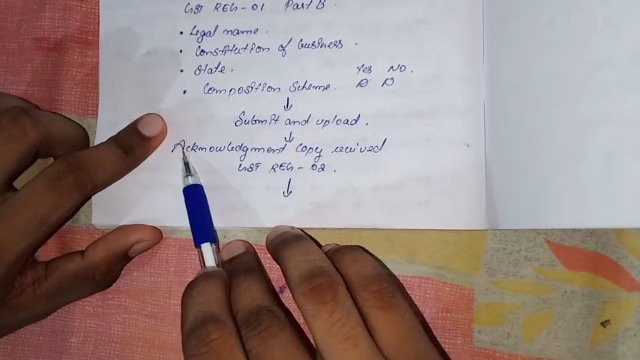 GST REG-01 Part B
• Legal name.
• Constitution of business.
• State.
Yes NO.
• Composition Scheme.
Submit and upload.
Acknowledgment Copy received
GST REG-02.